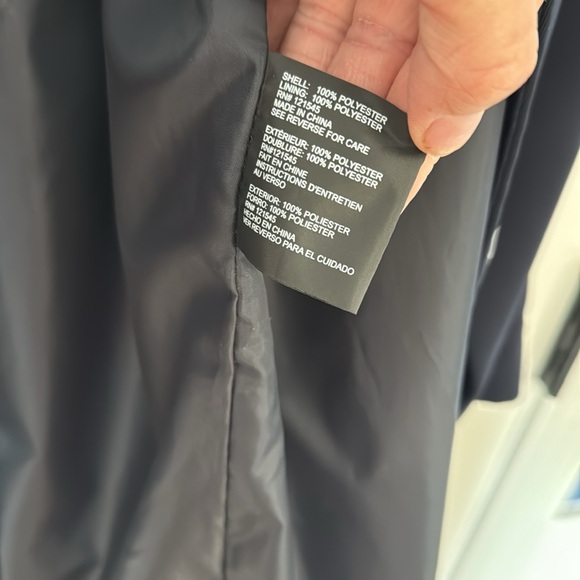 SHELL: 100% POLYESTER
LINING: 100% POLYESTER
RN# 121545
MADE IN CHINA
SEE REVERSE FOR CARE
EXTÉRIEUR: 100% POLYESTER
DOUBLURE: 100% POLYESTER
RN#121545
FAIT EN CHINE
INSTRUCTIONS D'ENTRETIEN
AU VERSO
EXTERIOR: 100% POLIESTER
FORRO: 100% POLIESTER
RN# 121545
HECHO EN CHINA
VER REVERSO PARA EL CUIDADO